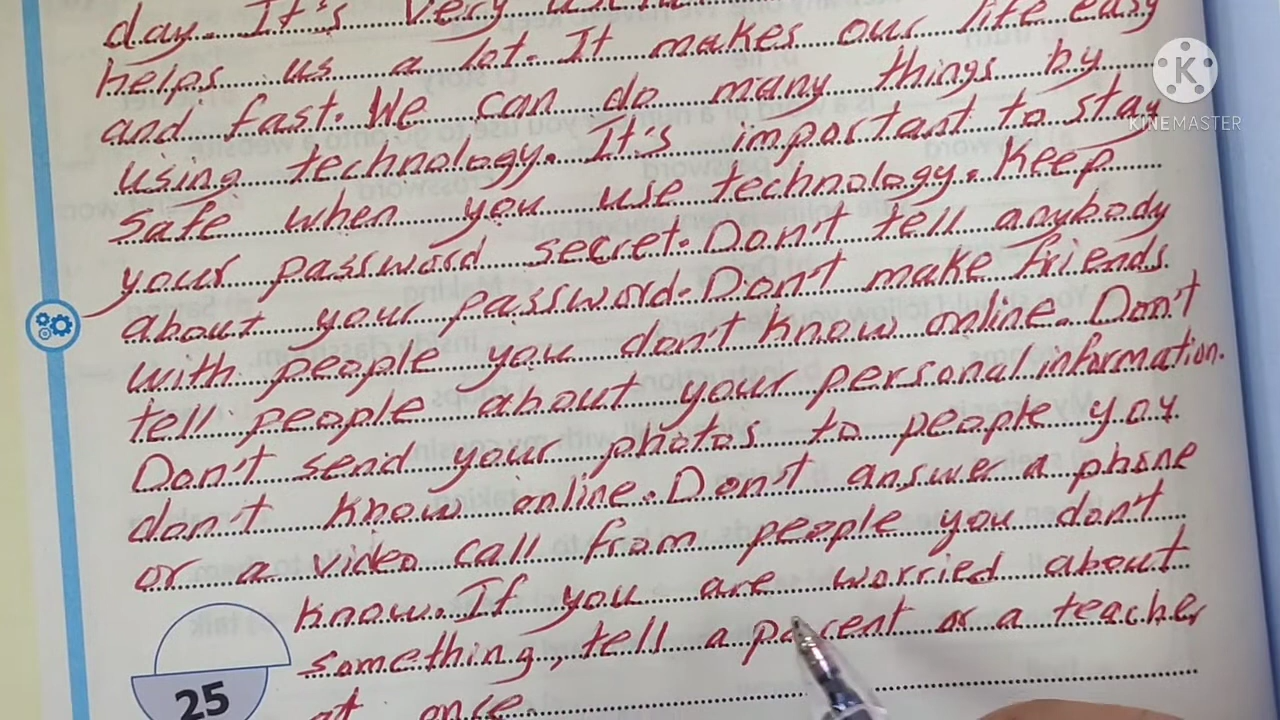 day. It's very
helps us a lot. It makes our life easy
and fast. We can do many things by
using technology. It's important to stay
safe when you use technology. Keep
your password secret. Don't tell anybody
about your password. Don't make friends
with people you don't know online. Don't
tell people about your personal information.
Don't send your photos to people you
don't know online. Don't answer a phone
or a video call from people you don't
know. If you are worried about
something, tell a parent or a teacher
at once.
25
K
KINEMASTER